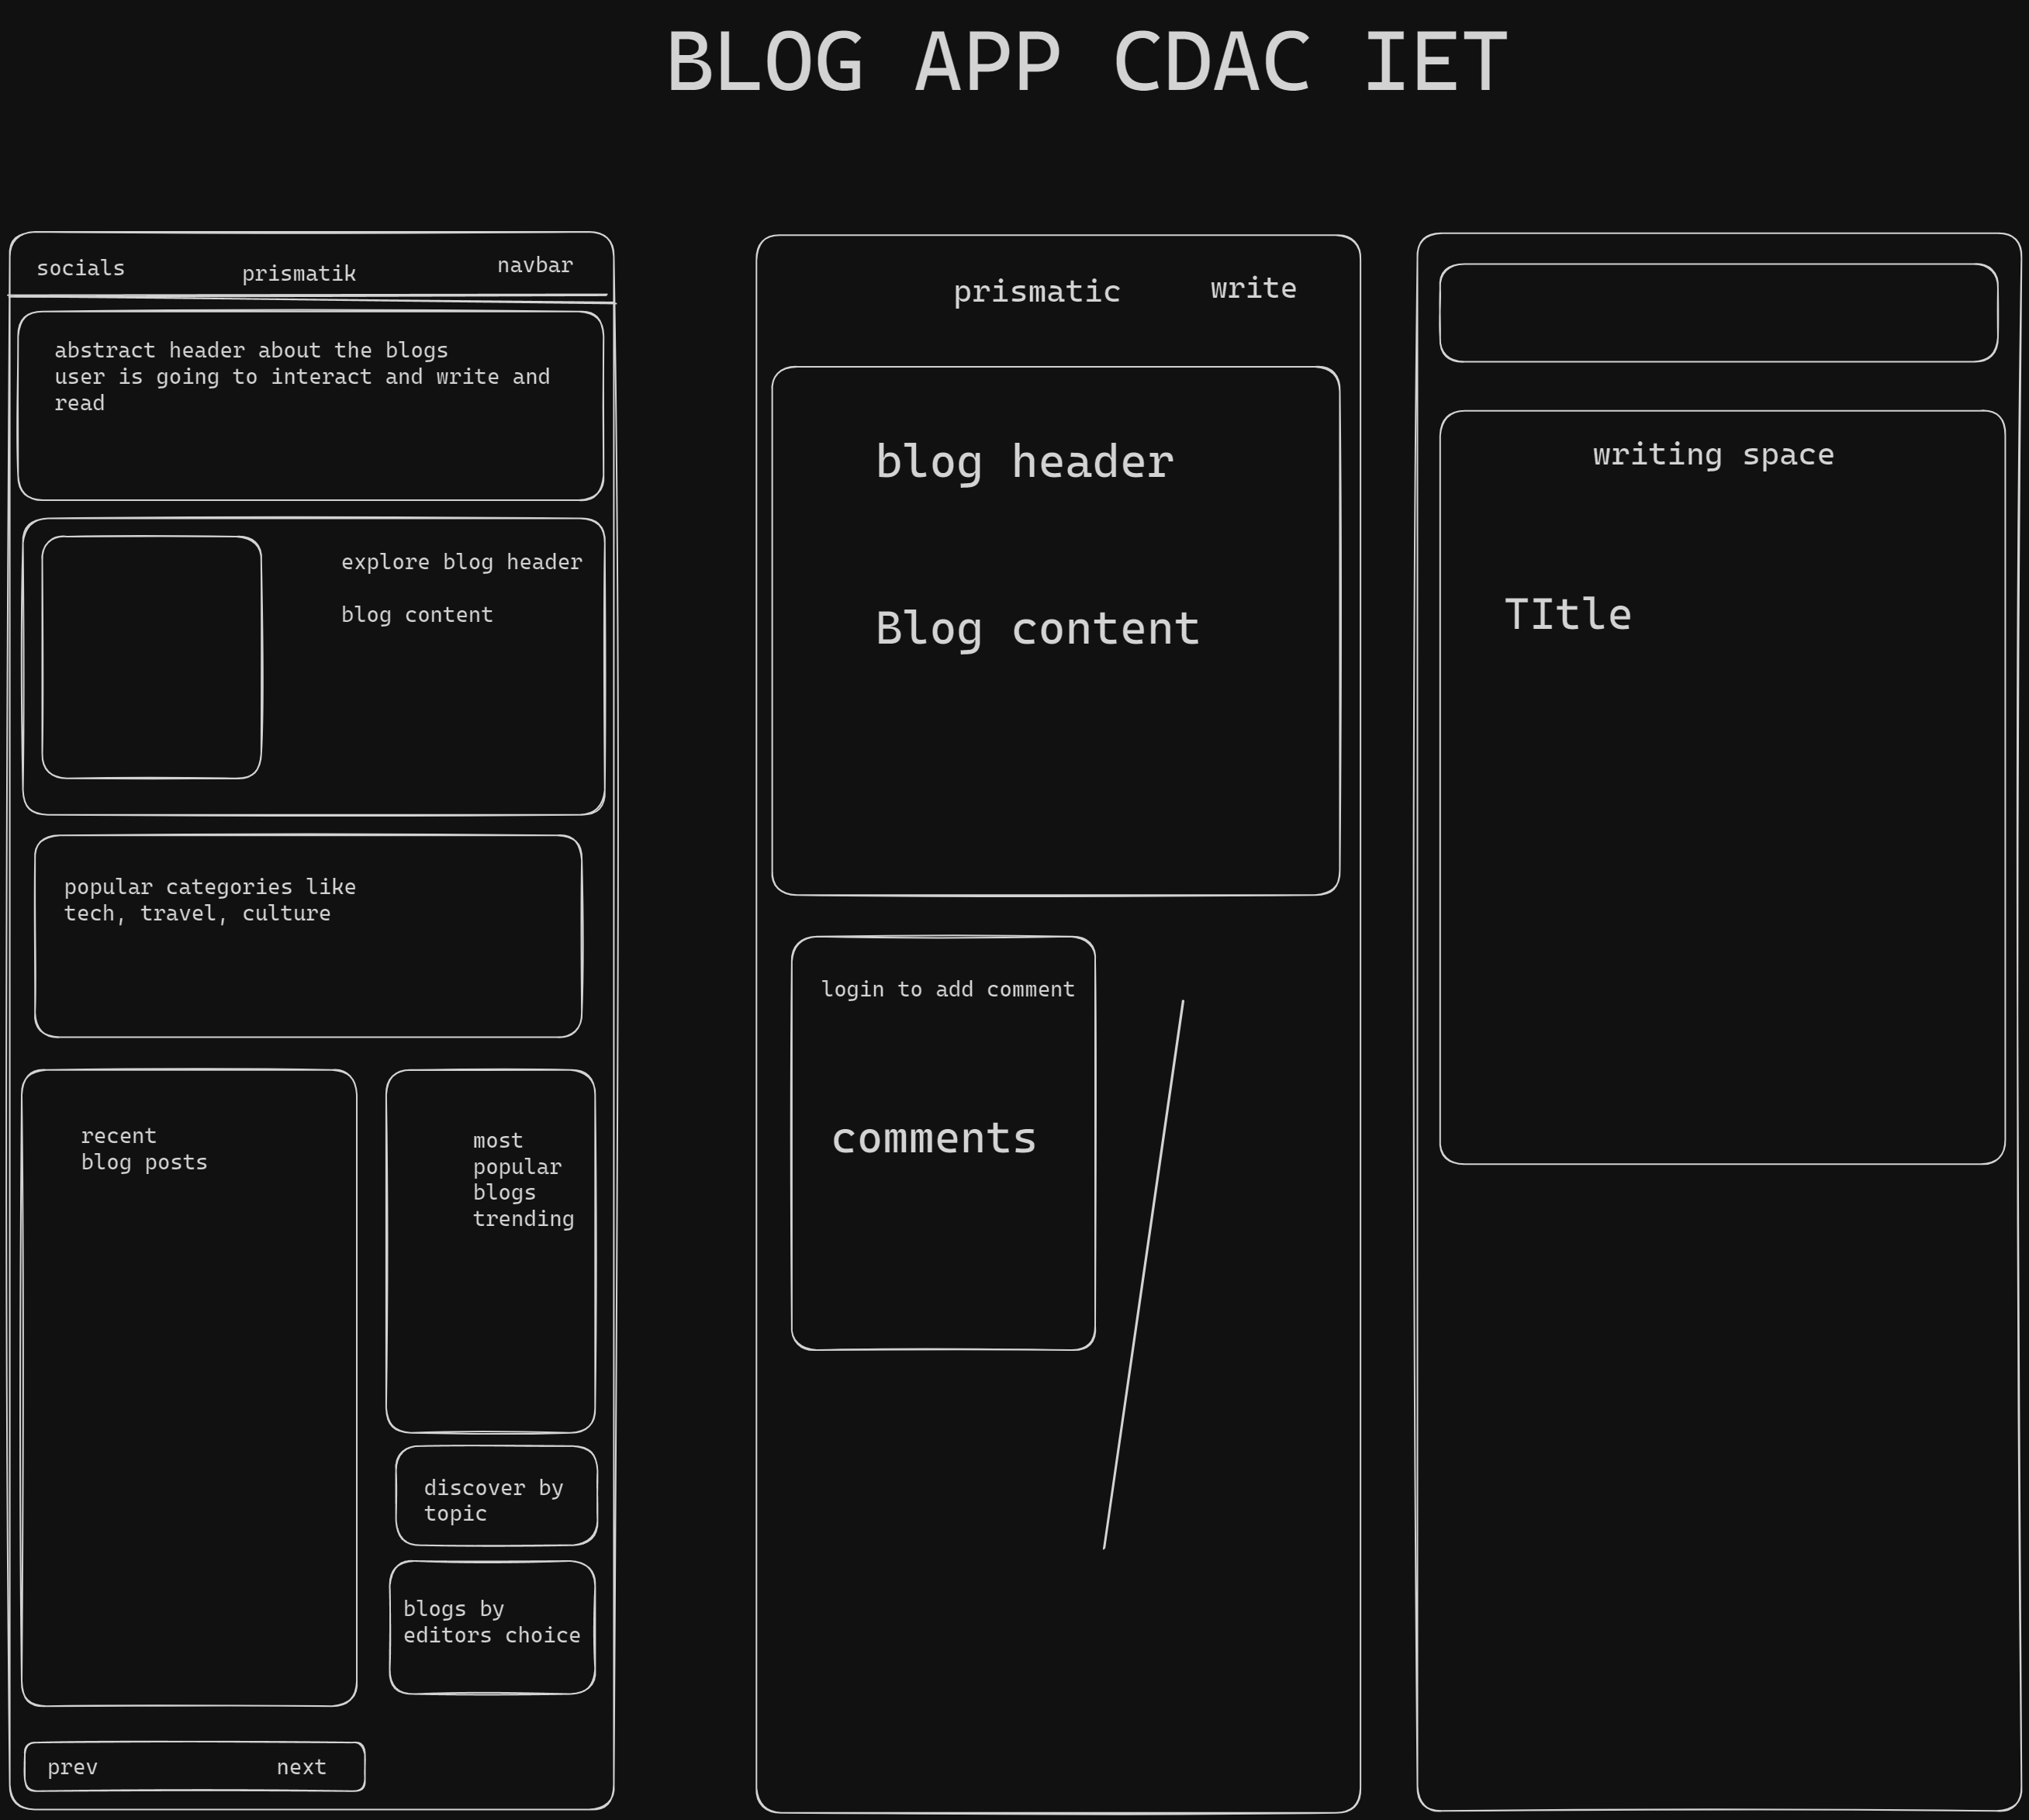 BLOG APP CDAC IET
socials
prismatik
navbar
abstract header about the blogs
user is going to interact and write and
read
explore blog header
blog content
popular categories like
tech, travel, culture
recent
blog posts
most
popular
blogs
trending
discover by
topic
blogs by
editors choice
prev
next
prismatic
write
blog header
Blog content
login to add comment
comments
writing space
TItle